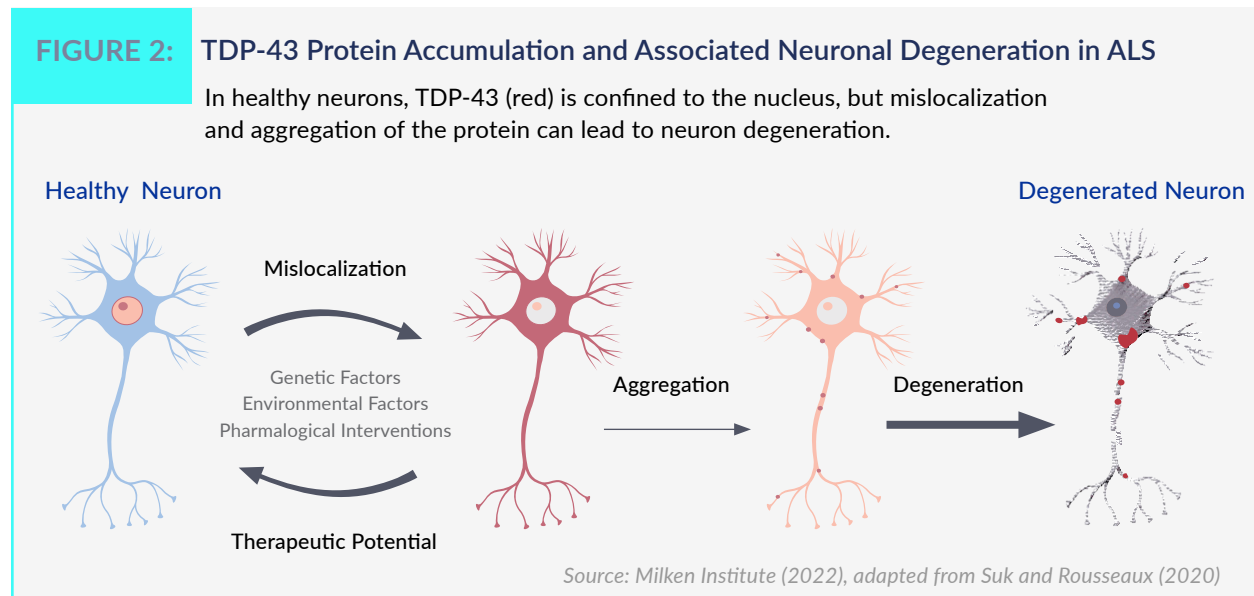 FIGURE 2: TDP-43 Protein Accumulation and Associated Neuronal Degeneration in ALS
In healthy neurons, TDP-43 (red) is confined to the nucleus, but mislocalization
and aggregation of the protein can lead to neuron degeneration.
Healthy Neuron
Degenerated Neuron
Mislocalization
Genetic Factors
Environmental Factors
Pharmalogical Interventions
Aggregation
Degeneration
Therapeutic Potential
Source: Milken Institute (2022), adapted from Suk and Rousseaux (2020)